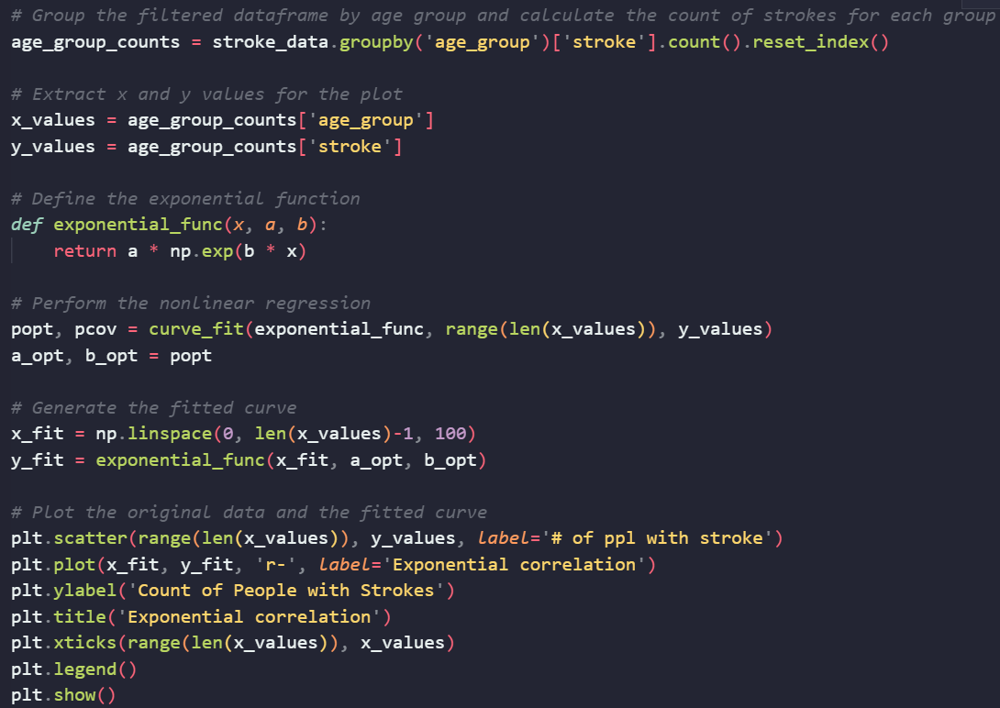 # Group the filtered dataframe by age group and calculate the count of strokes for each group
age_group_counts = stroke_data.groupby('age_group')['stroke'].count().reset_index()

# Extract x and y values for the plot
x_values = age_group_counts['age_group']
y_values = age_group_counts['stroke']

# Define the exponential function
def exponential_func(x, a, b):
    return a * np.exp(b * x)

# Perform the nonlinear regression
popt, pcov = curve_fit(exponential_func, range(len(x_values)), y_values)
a_opt, b_opt = popt

# Generate the fitted curve
x_fit = np.linspace(0, len(x_values)-1, 100)
y_fit = exponential_func(x_fit, a_opt, b_opt)

# Plot the original data and the fitted curve
plt.scatter(range(len(x_values)), y_values, label='# of ppl with stroke')
plt.plot(x_fit, y_fit, 'r-', label='Exponential correlation')
plt.ylabel('Count of People with Strokes')
plt.title('Exponential correlation')
plt.xticks(range(len(x_values)), x_values)
plt.legend()
plt.show()